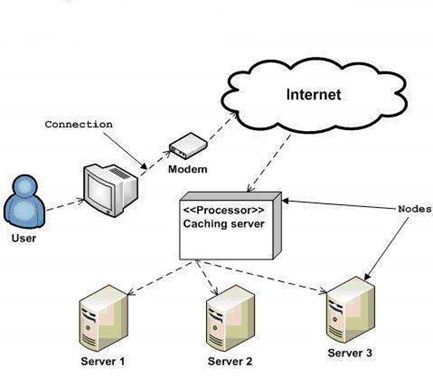 Internet
Connection
Modem
<<Processor>>
Caching server
Nodes
User
Server 1
Server 2
Server 3